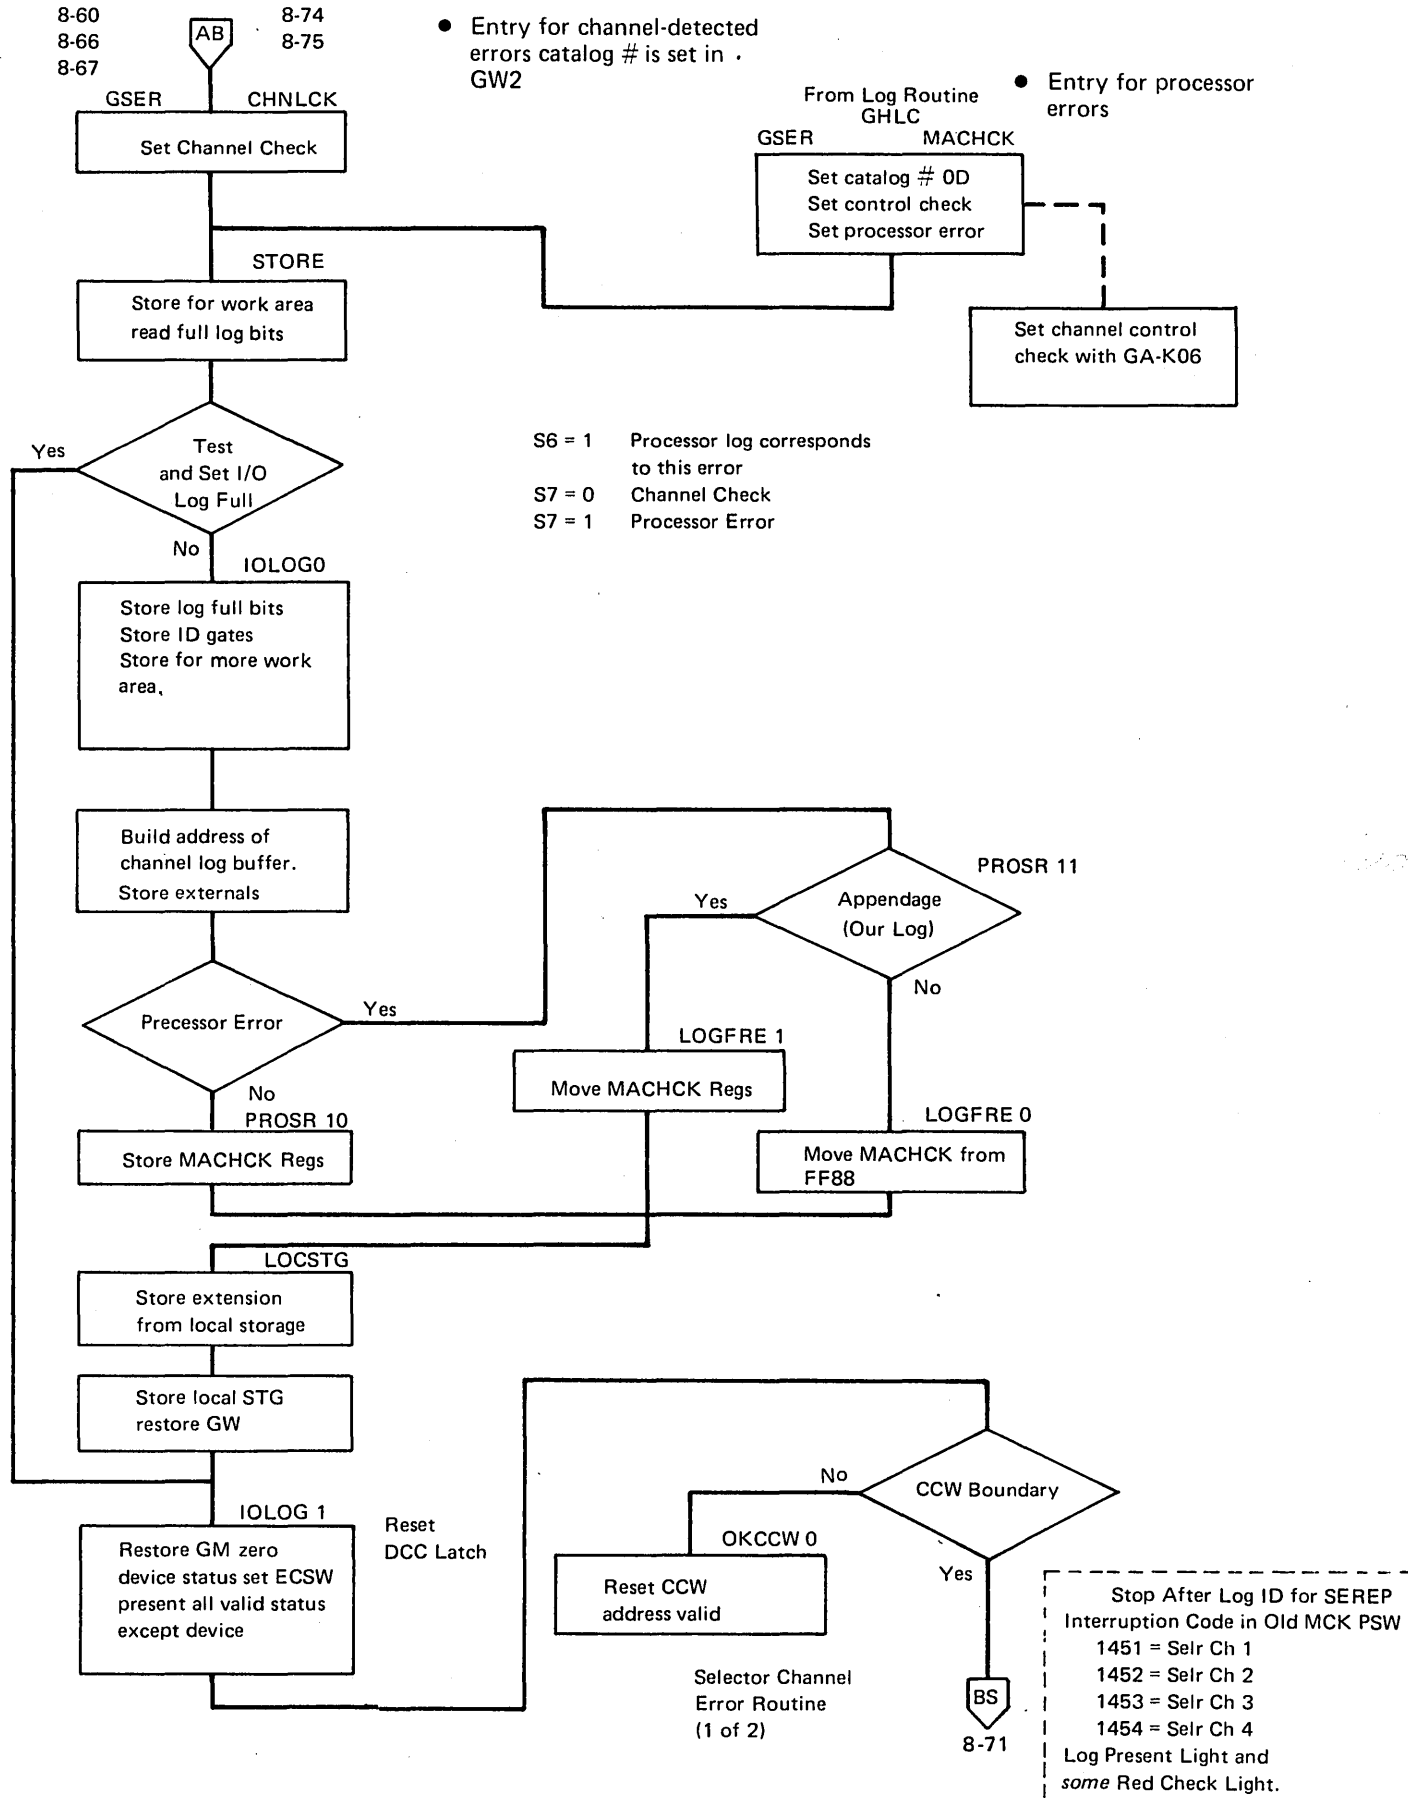 8-60
8-66
8-67
AB
8-74
8-75
● Entry for channel-detected
errors catalog # is set in
GW2
● Entry for processor
errors
GSER CHNLCK
Set Channel Check
From Log Routine
GHLC
GSER MACHCK
Set catalog # 0D
Set control check
Set processor error
Set channel control
check with GA-K06
STORE
Store for work area
read full log bits
Yes
Test
and Set I/O
Log Full
No
S6 = 1 Processor log corresponds
to this error
S7 = 0 Channel Check
S7 = 1 Processor Error
IOLOG0
Store log full bits
Store ID gates
Store for more work
area,
Build address of
channel log buffer.
Store externals
Precessor Error
Yes
No
PROSR 11
Appendage
(Our Log)
Yes
No
LOGFRE 1
Move MACHCK Regs
PROSR 10
Store MACHCK Regs
LOGFRE 0
Move MACHCK from
FF88
LOCSTG
Store extension
from local storage
Store local STG
restore GW
IOLOG 1
Restore GM zero
device status set ECSW
present all valid status
except device
Reset
DCC Latch
CCW Boundary
No
Yes
OKCCW 0
Reset CCW
address valid
Selector Channel
Error Routine
(1 of 2)
BS
8-71
Stop After Log ID for SEREP
Interruption Code in Old MCK PSW
1451 = Selr Ch 1
1452 = Selr Ch 2
1453 = Selr Ch 3
1454 = Selr Ch 4
Log Present Light and
some Red Check Light.